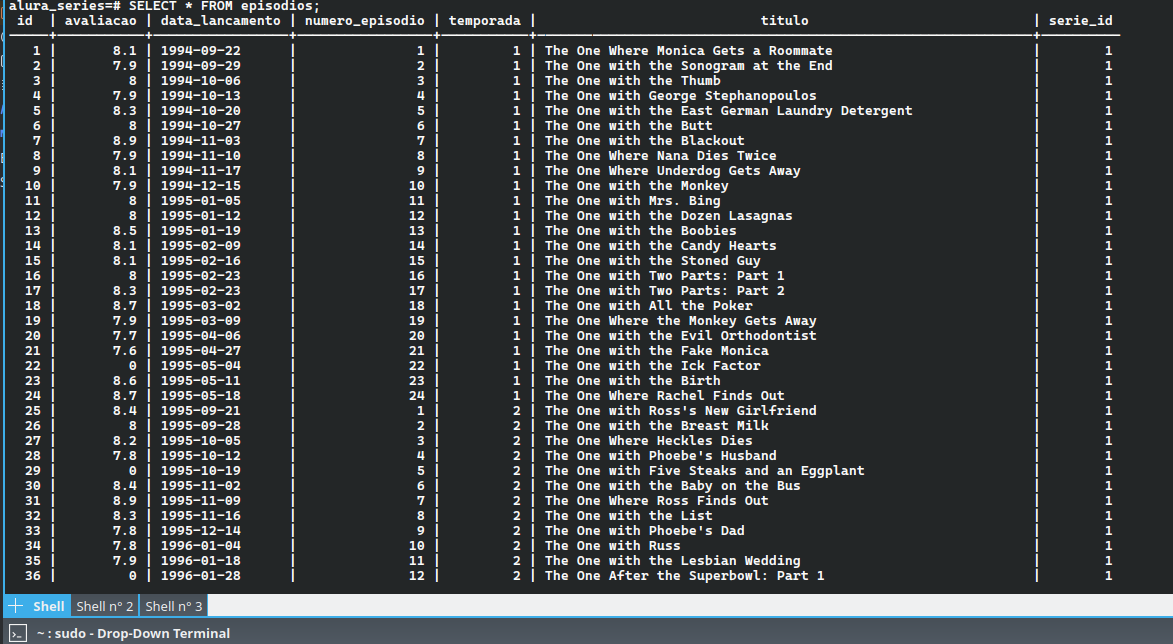 alura_series=# SELECT * FROM episodios;
id | avaliacao | data_lancamento | numero_episodio | temporada | titulo | serie_id
1 | 8.1 | 1994-09-22 | 1 | 1 | The One Where Monica Gets a Roommate | 1
2 | 7.9 | 1994-09-29 | 2 | 1 | The One with the Sonogram at the End | 1
3 | 8 | 1994-10-06 | 3 | 1 | The One with the Thumb | 1
4 | 7.9 | 1994-10-13 | 4 | 1 | The One with George Stephanopoulos | 1
5 | 8.3 | 1994-10-20 | 5 | 1 | The One with the East German Laundry Detergent | 1
6 | 8 | 1994-10-27 | 6 | 1 | The One with the Butt | 1
7 | 8.9 | 1994-11-03 | 7 | 1 | The One with the Blackout | 1
8 | 7.9 | 1994-11-10 | 8 | 1 | The One Where Nana Dies Twice | 1
9 | 8.1 | 1994-11-17 | 9 | 1 | The One Where Underdog Gets Away | 1
10 | 7.9 | 1994-12-15 | 10 | 1 | The One with the Monkey | 1
11 | 8 | 1995-01-05 | 11 | 1 | The One with Mrs. Bing | 1
12 | 8 | 1995-01-12 | 12 | 1 | The One with the Dozen Lasagnas | 1
13 | 8.5 | 1995-01-19 | 13 | 1 | The One with the Boobies | 1
14 | 8.1 | 1995-02-09 | 14 | 1 | The One with the Candy Hearts | 1
15 | 8.1 | 1995-02-16 | 15 | 1 | The One with the Stoned Guy | 1
16 | 8 | 1995-02-23 | 16 | 1 | The One with Two Parts: Part 1 | 1
17 | 8.3 | 1995-02-23 | 17 | 1 | The One with Two Parts: Part 2 | 1
18 | 8.7 | 1995-03-02 | 18 | 1 | The One with All the Poker | 1
19 | 7.9 | 1995-03-09 | 19 | 1 | The One Where the Monkey Gets Away | 1
20 | 7.7 | 1995-04-06 | 20 | 1 | The One with the Evil Orthodontist | 1
21 | 7.6 | 1995-04-27 | 21 | 1 | The One with the Fake Monica | 1
22 | 0 | 1995-05-04 | 22 | 1 | The One with the Ick Factor | 1
23 | 8.6 | 1995-05-11 | 23 | 1 | The One with the Birth | 1
24 | 8.7 | 1995-05-18 | 24 | 1 | The One Where Rachel Finds Out | 1
25 | 8.4 | 1995-09-21 | 1 | 2 | The One with Ross's New Girlfriend | 1
26 | 8 | 1995-09-28 | 2 | 2 | The One with the Breast Milk | 1
27 | 8.2 | 1995-10-05 | 3 | 2 | The One Where Heckles Dies | 1
28 | 7.8 | 1995-10-12 | 4 | 2 | The One with Phoebe's Husband | 1
29 | 0 | 1995-10-19 | 5 | 2 | The One with Five Steaks and an Eggplant | 1
30 | 8.4 | 1995-11-02 | 6 | 2 | The One with the Baby on the Bus | 1
31 | 8.9 | 1995-11-09 | 7 | 2 | The One Where Ross Finds Out | 1
32 | 8.3 | 1995-11-16 | 8 | 2 | The One with the List | 1
33 | 7.8 | 1995-12-14 | 9 | 2 | The One with Phoebe's Dad | 1
34 | 7.8 | 1996-01-04 | 10 | 2 | The One with Russ | 1
35 | 7.9 | 1996-01-18 | 11 | 2 | The One with the Lesbian Wedding | 1
36 | 0 | 1996-01-28 | 12 | 2 | The One After the Superbowl: Part 1 | 1
Shell Shell nº 2 Shell nº 3
~ : sudo - Drop-Down Terminal